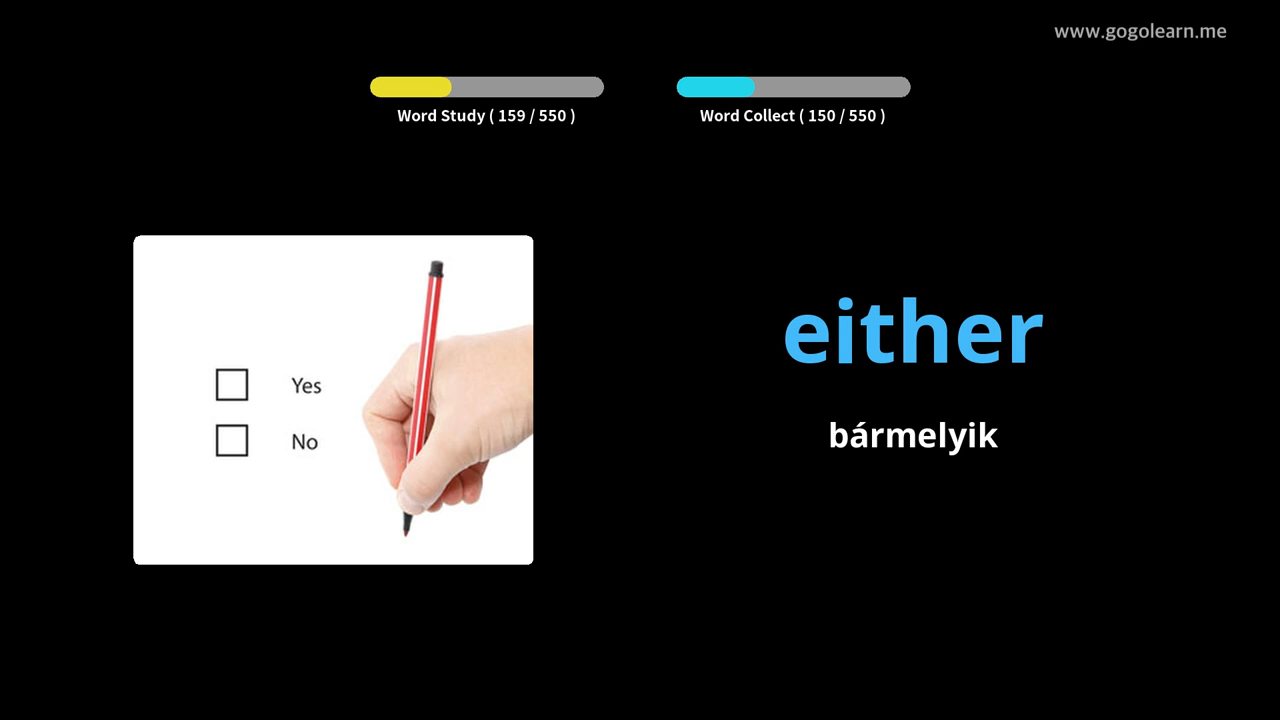 www.gogolearn.me
Word Study ( 159 / 550 )
Word Collect ( 150 / 550 )
Yes
No
either
bármelyik